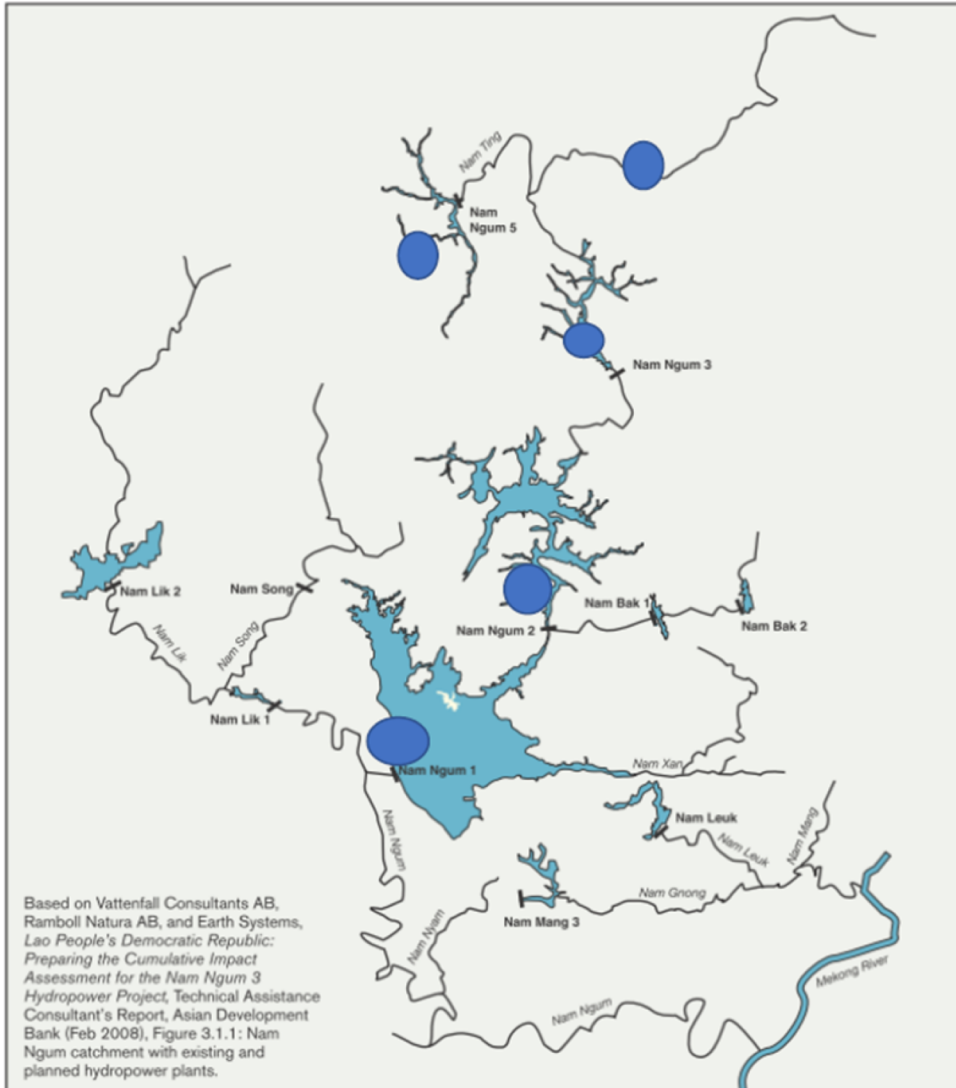 Nam Ting
Nam
Ngum 5
Nam Ngum 3
Nam Lik 2
Nam Song
Nam Bak 1
Nam Bak 2
Nam Ngum 2
Nam Lik
Nam Song
Nam Lik 1
Nam Ngum 1
Nam Xan
Nam Ngum
Nam Leuk
Nam Leuk
Nam Mang
Nam Gnong
Nam Mang 3
Nam Nyam
Mekong River
Nam Ngum
Based on Vattenfall Consultants AB,
Ramboll Natura AB, and Earth Systems,
Lao People's Democratic Republic:
Preparing the Cumulative Impact
Assessment for the Nam Ngum 3
Hydropower Project, Technical Assistance
Consultant's Report, Asian Development
Bank (Feb 2008), Figure 3.1.1: Nam
Ngum catchment with existing and
planned hydropower plants.